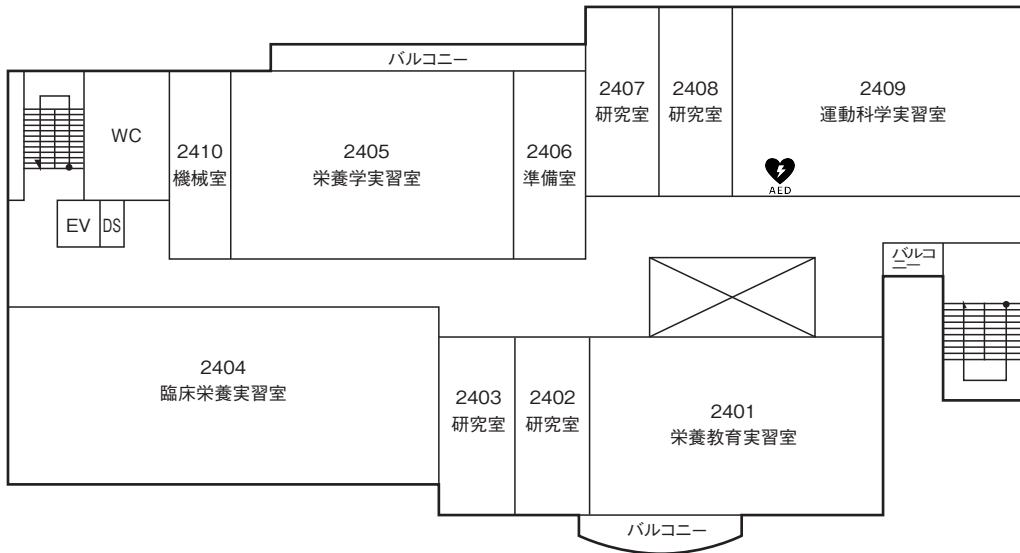 バルコニー
2407
研究室
2408
研究室
2409
運動科学実習室
AED
WC
2410
機械室
2405
栄養学実習室
2406
準備室
EV
DS
バルコ
ニー
2404
臨床栄養実習室
2403
研究室
2402
研究室
2401
栄養教育実習室
バルコニー